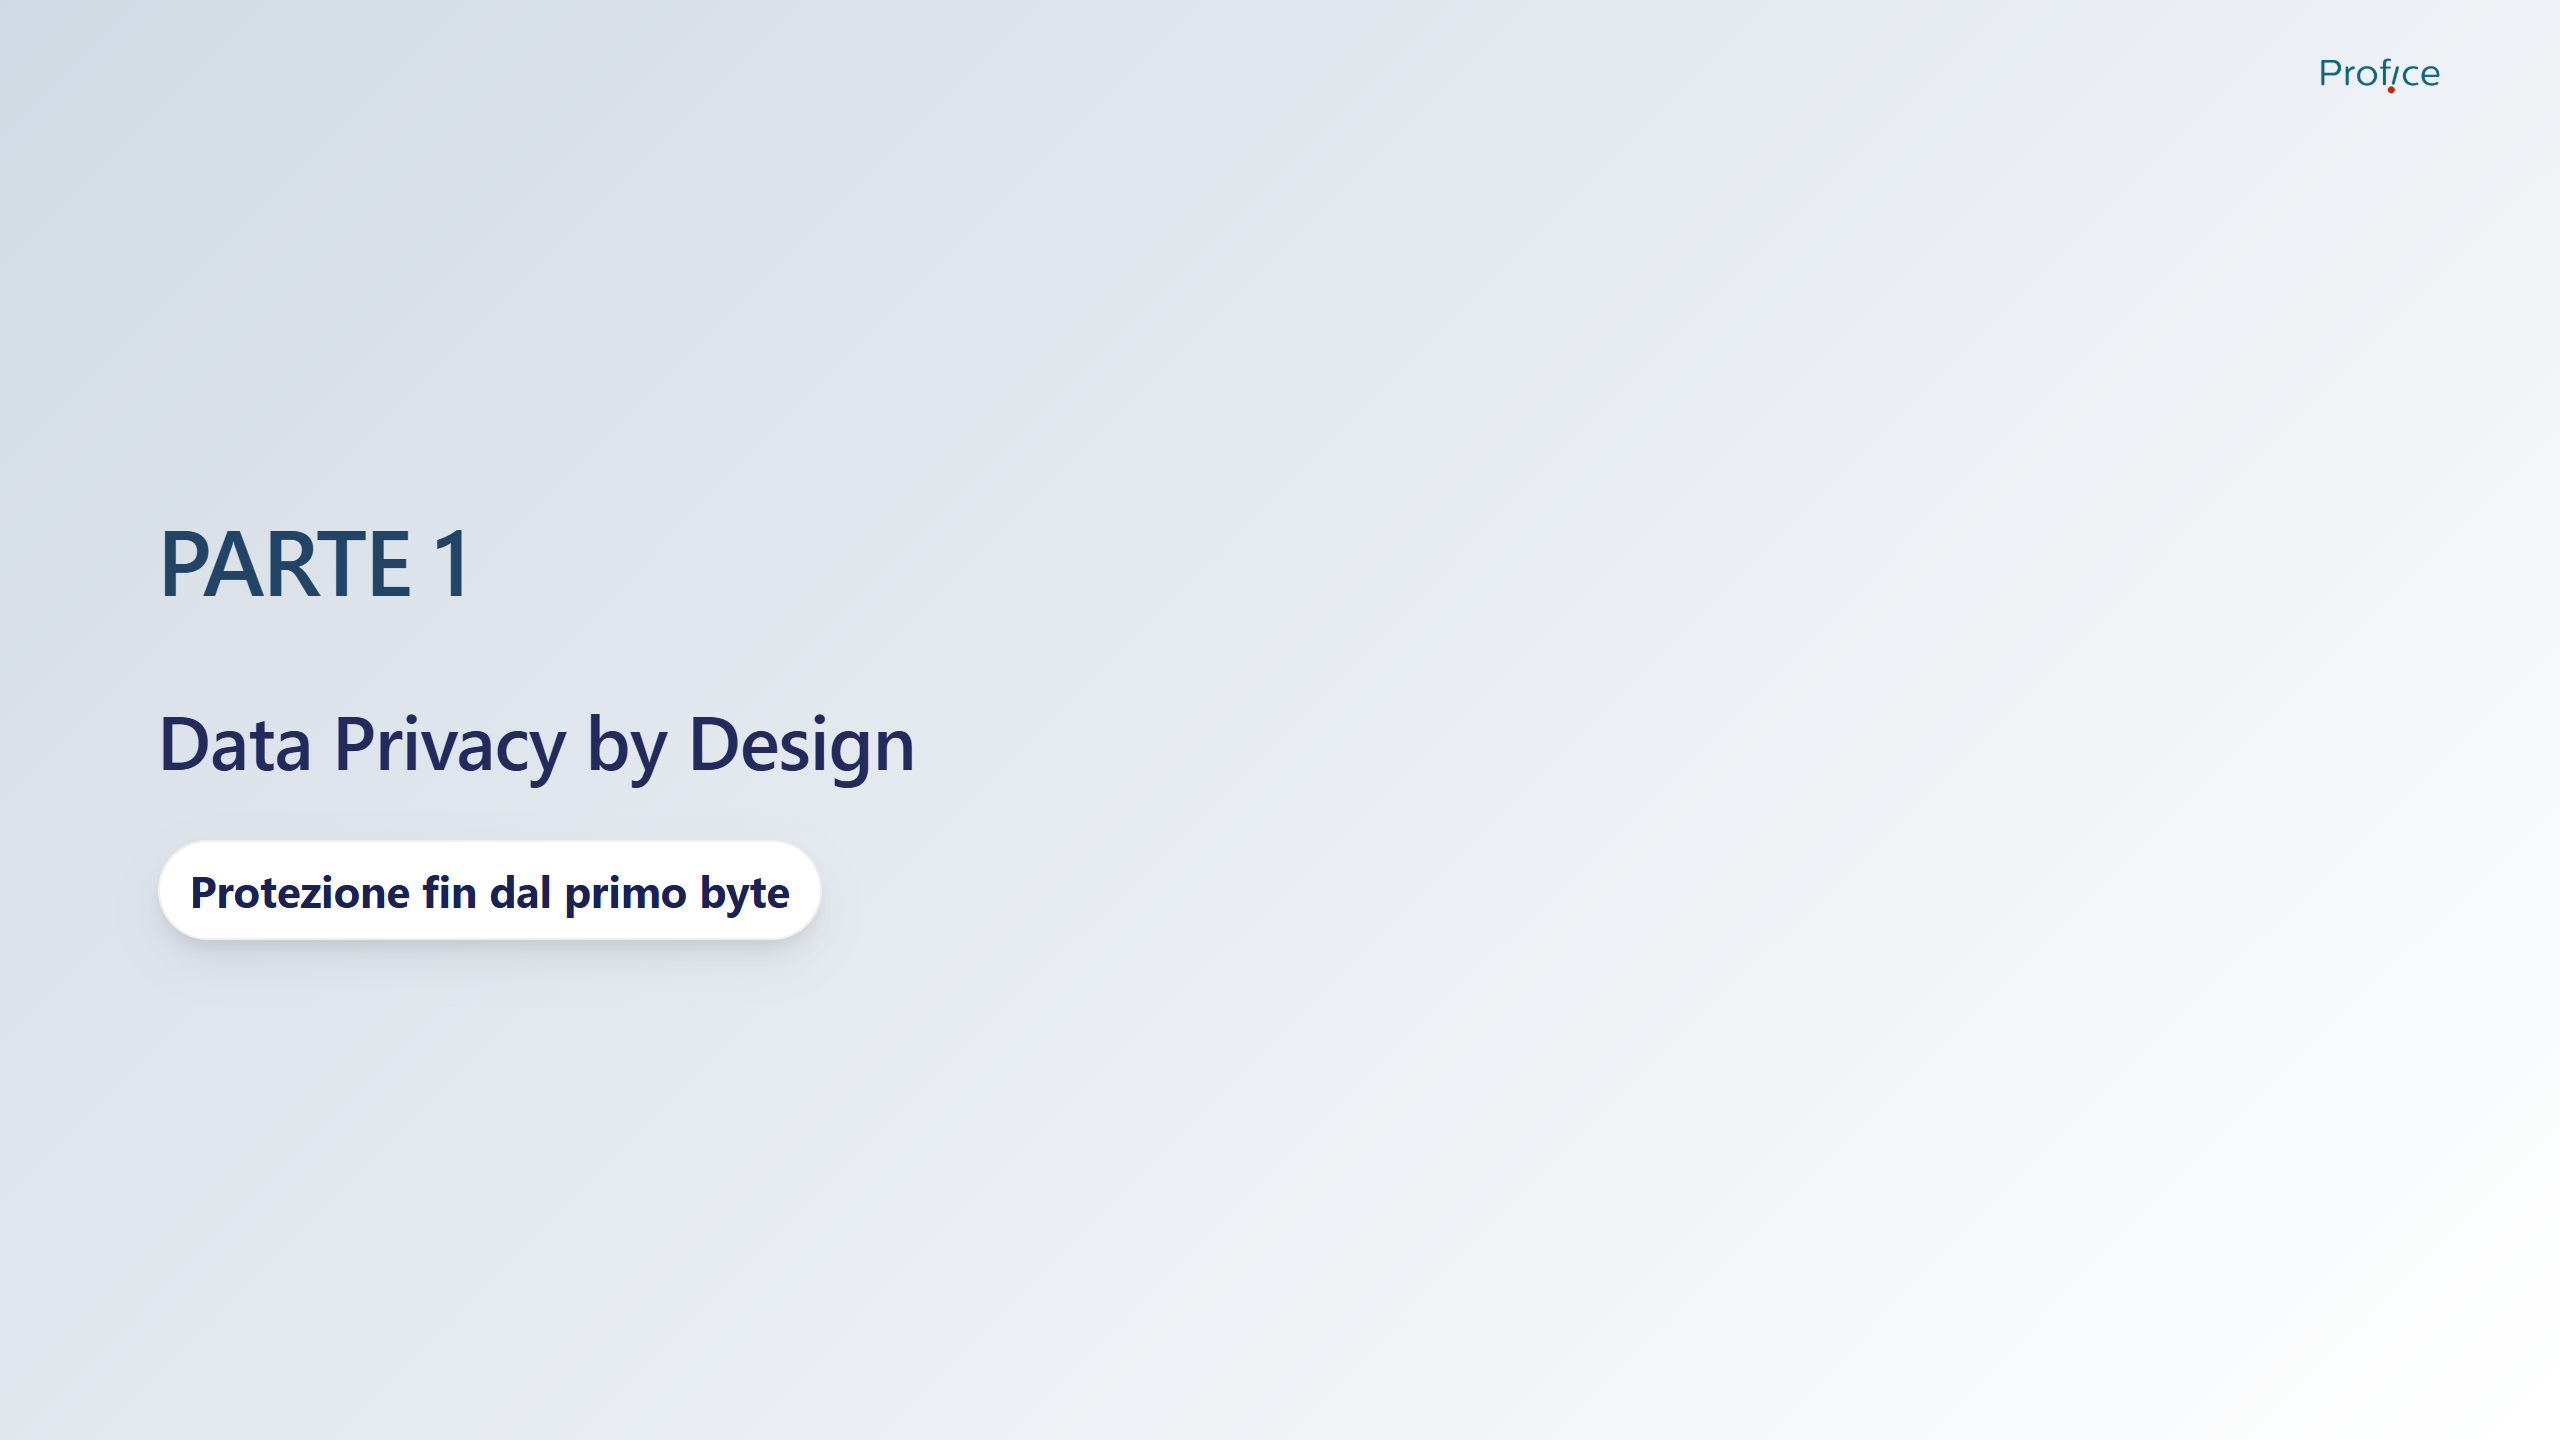 Profice
PARTE 1
Data Privacy by Design
Protezione fin dal primo byte